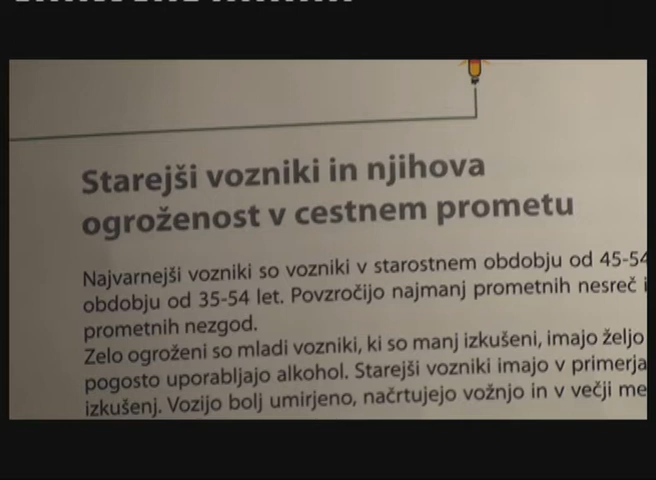 Starejši vozniki in njihova
ogroženost v cestnem prometu
Najvarnejši vozniki so vozniki v starostnem obdobju od 45-54
obdobju od 35-54 let. Povzročijo najmanj prometnih nesreč i
prometnih nezgod.
Zelo ogroženi so mladi vozniki, ki so manj izkušeni, imajo željo
pogosto uporabljajo alkohol. Starejši vozniki imajo v primerja
izkušenj. Vozijo bolj umirjeno, načrtujejo vožnjo in v večji me